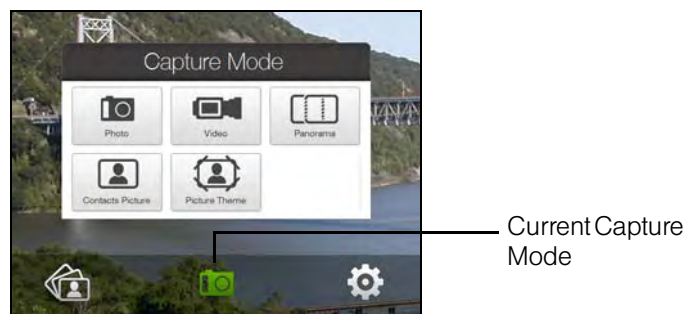 Capture Mode
Photo
Video
Panorama
Contacts Picture
Picture Theme
Current Capture
Mode